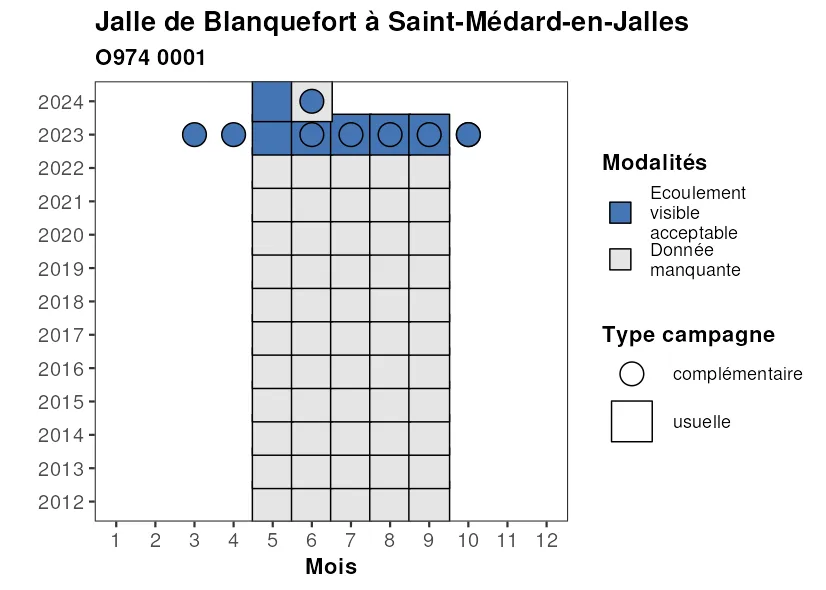 Jalle de Blanquefort à Saint-Médard-en-Jalles
O974 0001
2024
2023
2022
2021
2020
2019
2018
2017
2016
2015
2014
2013
2012
1 2 3 4 5 6 7 8 9 10 11 12
Mois
Modalités
Ecoulement
visible
acceptable
Donnée
manquante
Type campagne
complémentaire
usuelle